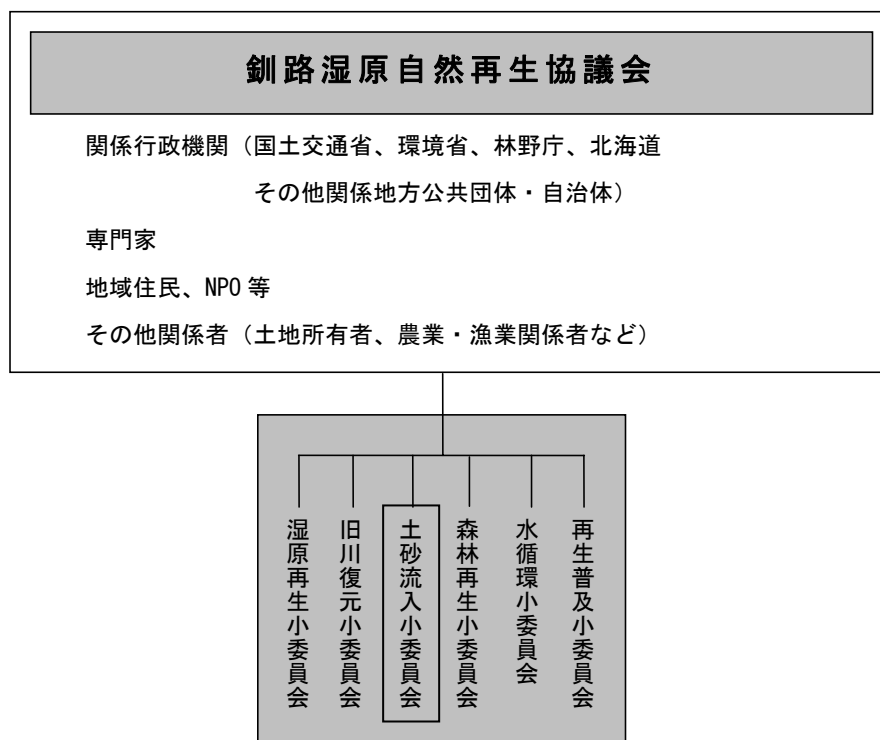 釧路湿原自然再生協議会
関係行政機関（国土交通省、環境省、林野庁、北海道
その他関係地方公共団体・自治体）
専門家
地域住民、NPO 等
その他関係者（土地所有者、農業・漁業関係者など）
湿原再生小委員会
旧川復元小委員会
土砂流入小委員会
森林再生小委員会
水循環小委員会
再生普及小委員会